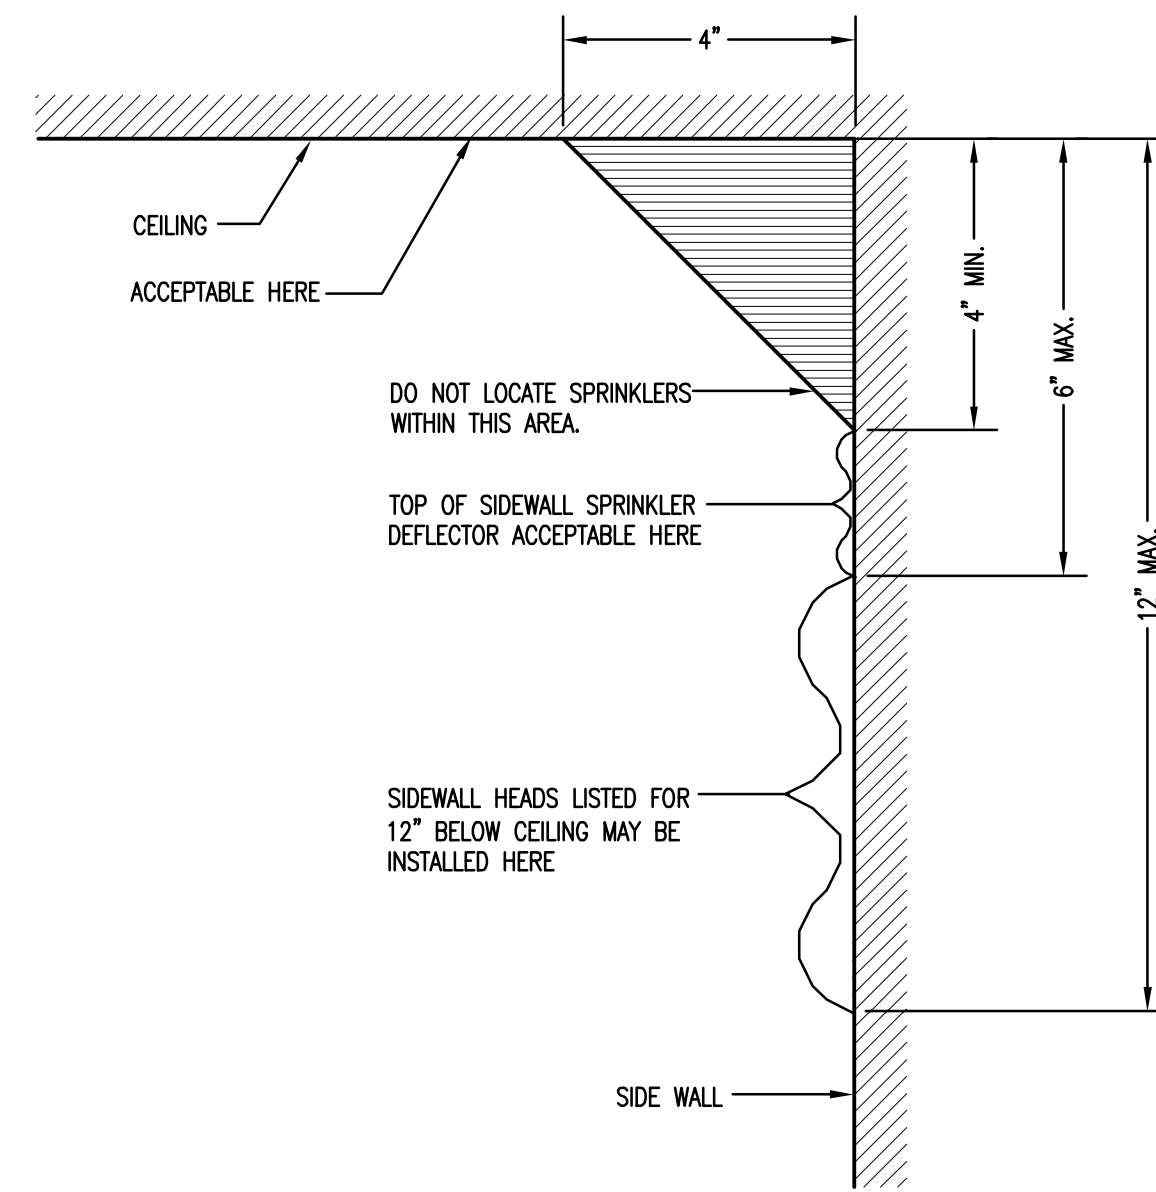 4”
CEILING
ACCEPTABLE HERE
4” MIN.
6” MAX.
DO NOT LOCATE SPRINKLERS
WITHIN THIS AREA.
TOP OF SIDEWALL SPRINKLER
DEFLECTOR ACCEPTABLE HERE
12” MAX.
SIDEWALL HEADS LISTED FOR
12” BELOW CEILING MAY BE
INSTALLED HERE
SIDE WALL